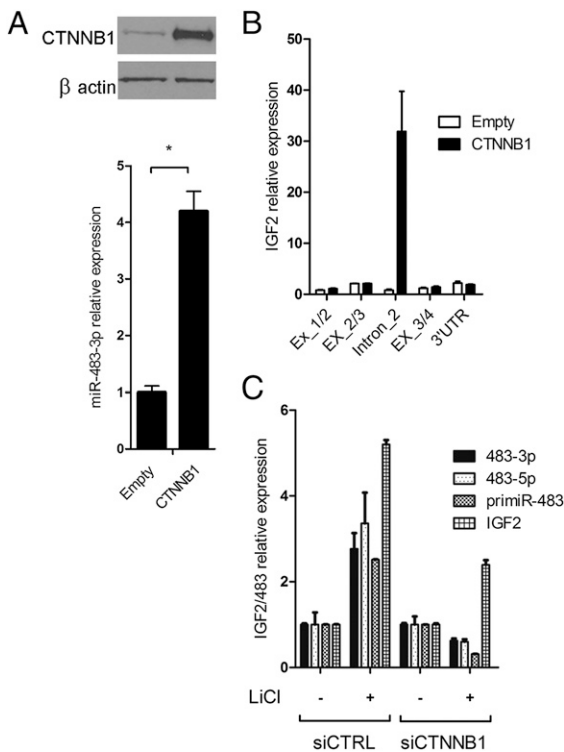 A
CTNNB1
β actin
*
5
4
3
2
1
0
miR-483-3p relative expression
Empty
CTNNB1
B
50
40
30
20
10
0
IGF2 relative expression
Empty
CTNNB1
Ex_1/2
Ex_2/3
Intron_2
EX_3/4
3'UTR
C
6
4
2
0
IGF2/483 relative expression
483-3p
483-5p
primiR-483
IGF2
LiCl - + - +
siCTRL siCTNNB1